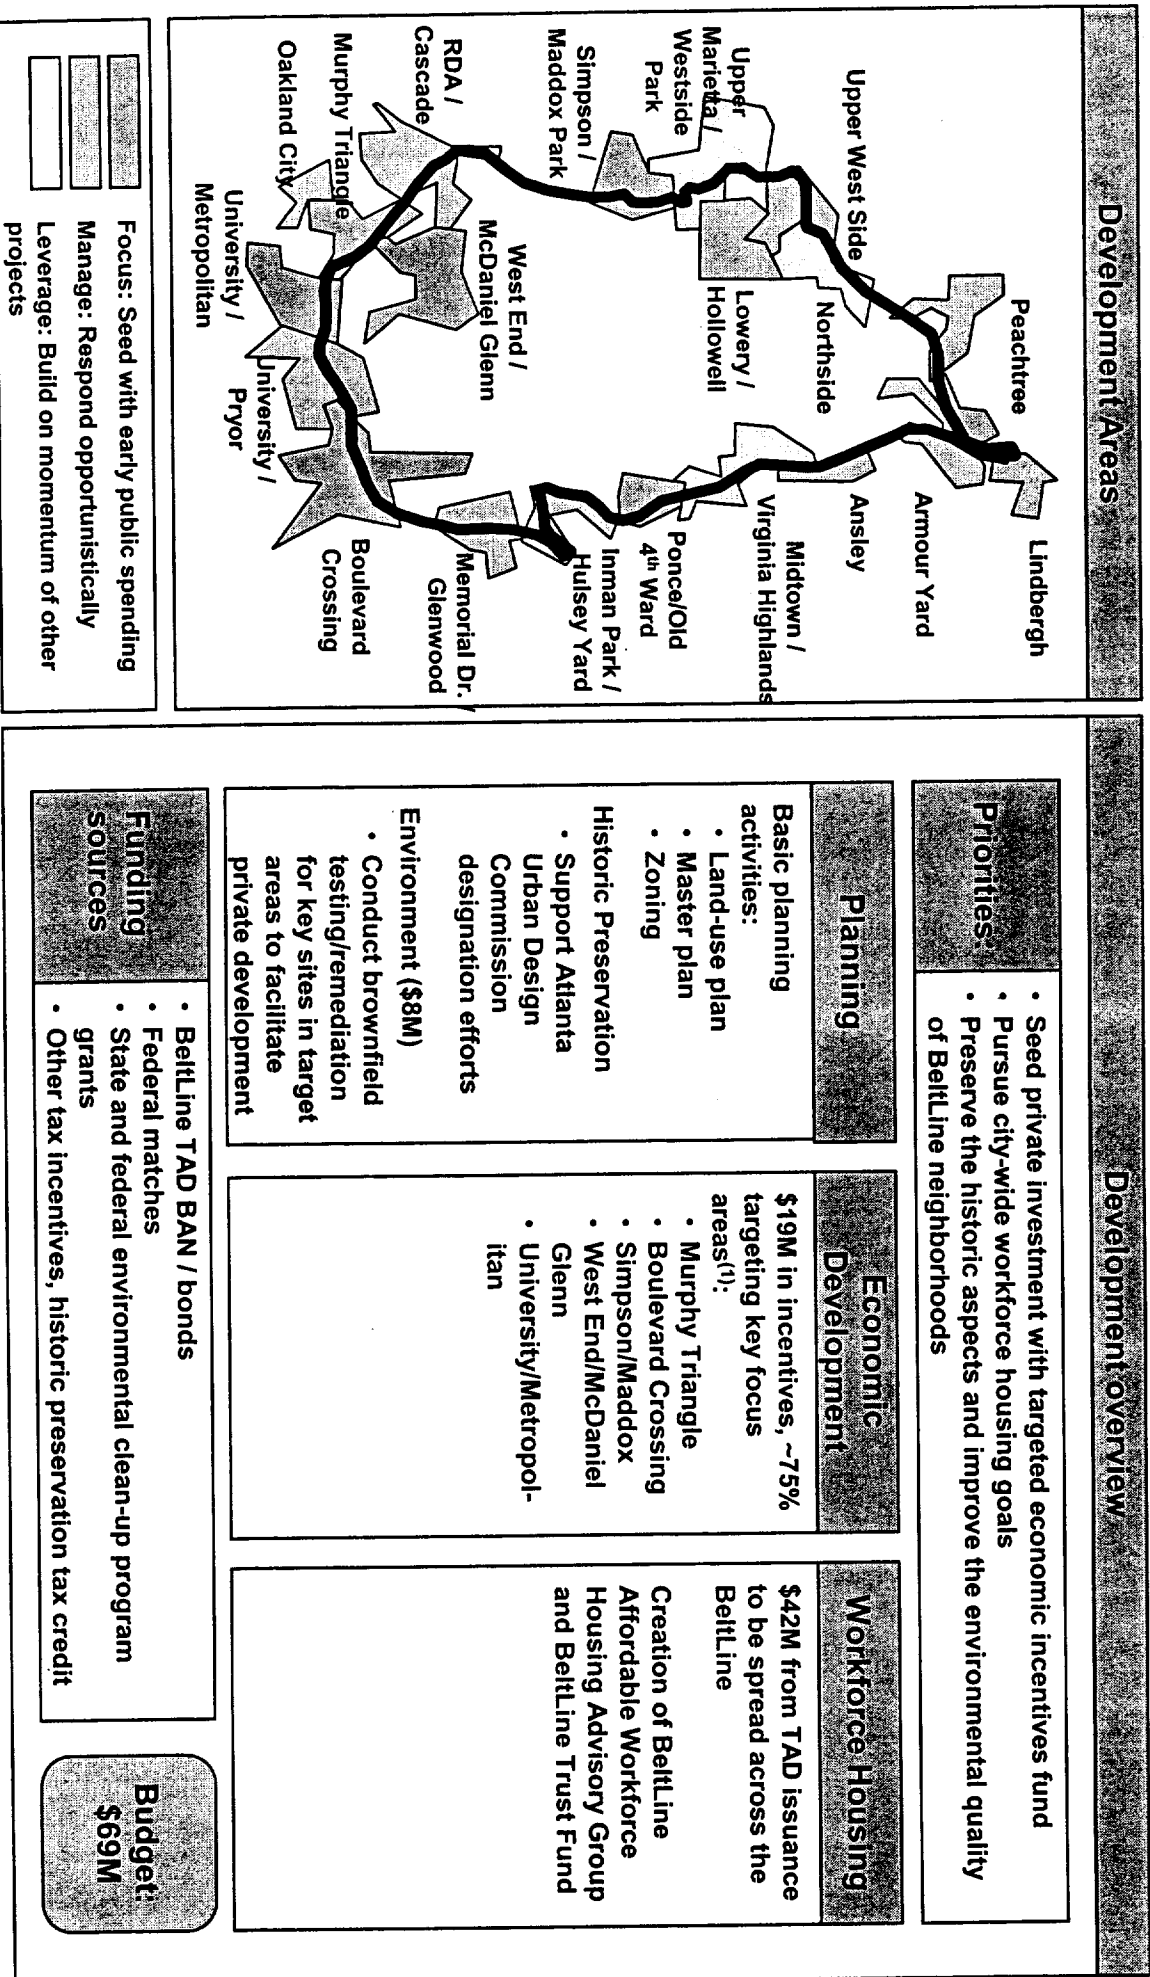 Development Areas
Peachtree
Lindbergh
Upper West Side
Northside
Armour Yard
Upper
Marietta /
Westside
Park
Lowery /
Hollowell
Ansley
Simpson /
Maddox Park
Midtown /
Virginia Highlands
Ponce/Old
4th Ward
RDA /
Cascade
West End /
McDaniel Glenn
Inman Park /
Hulsey Yard
Murphy Triangle
Oakland City
Memorial Dr. /
Glenwood
University /
Metropolitan
University /
Pryor
Boulevard
Crossing
Focus: Seed with early public spending
Manage: Respond opportunistically
Leverage: Build on momentum of other
projects
Development overview
Priorities:
• Seed private investment with targeted economic incentives fund
• Pursue city-wide workforce housing goals
• Preserve the historic aspects and improve the environmental quality
of BeltLine neighborhoods
Planning
Basic planning
activities:
• Land-use plan
• Master plan
• Zoning
Historic Preservation
• Support Atlanta
Urban Design
Commission
designation efforts
Environment ($8M)
• Conduct brownfield
testing/remediation
for key sites in target
areas to facilitate
private development
Economic
Development
$19M in incentives, ~75%
targeting key focus
areas(1):
• Murphy Triangle
• Boulevard Crossing
• Simpson/Maddox
• West End/McDaniel
Glenn
• University/Metropol-
itan
Workforce Housing
$42M from TAD issuance
to be spread across the
BeltLine
Creation of BeltLine
Affordable Workforce
Housing Advisory Group
and BeltLine Trust Fund
Funding
sources
• BeltLine TAD BAN / bonds
• Federal matches
• State and federal environmental clean-up program
grants
• Other tax incentives, historic preservation tax credit
Budget:
$69M